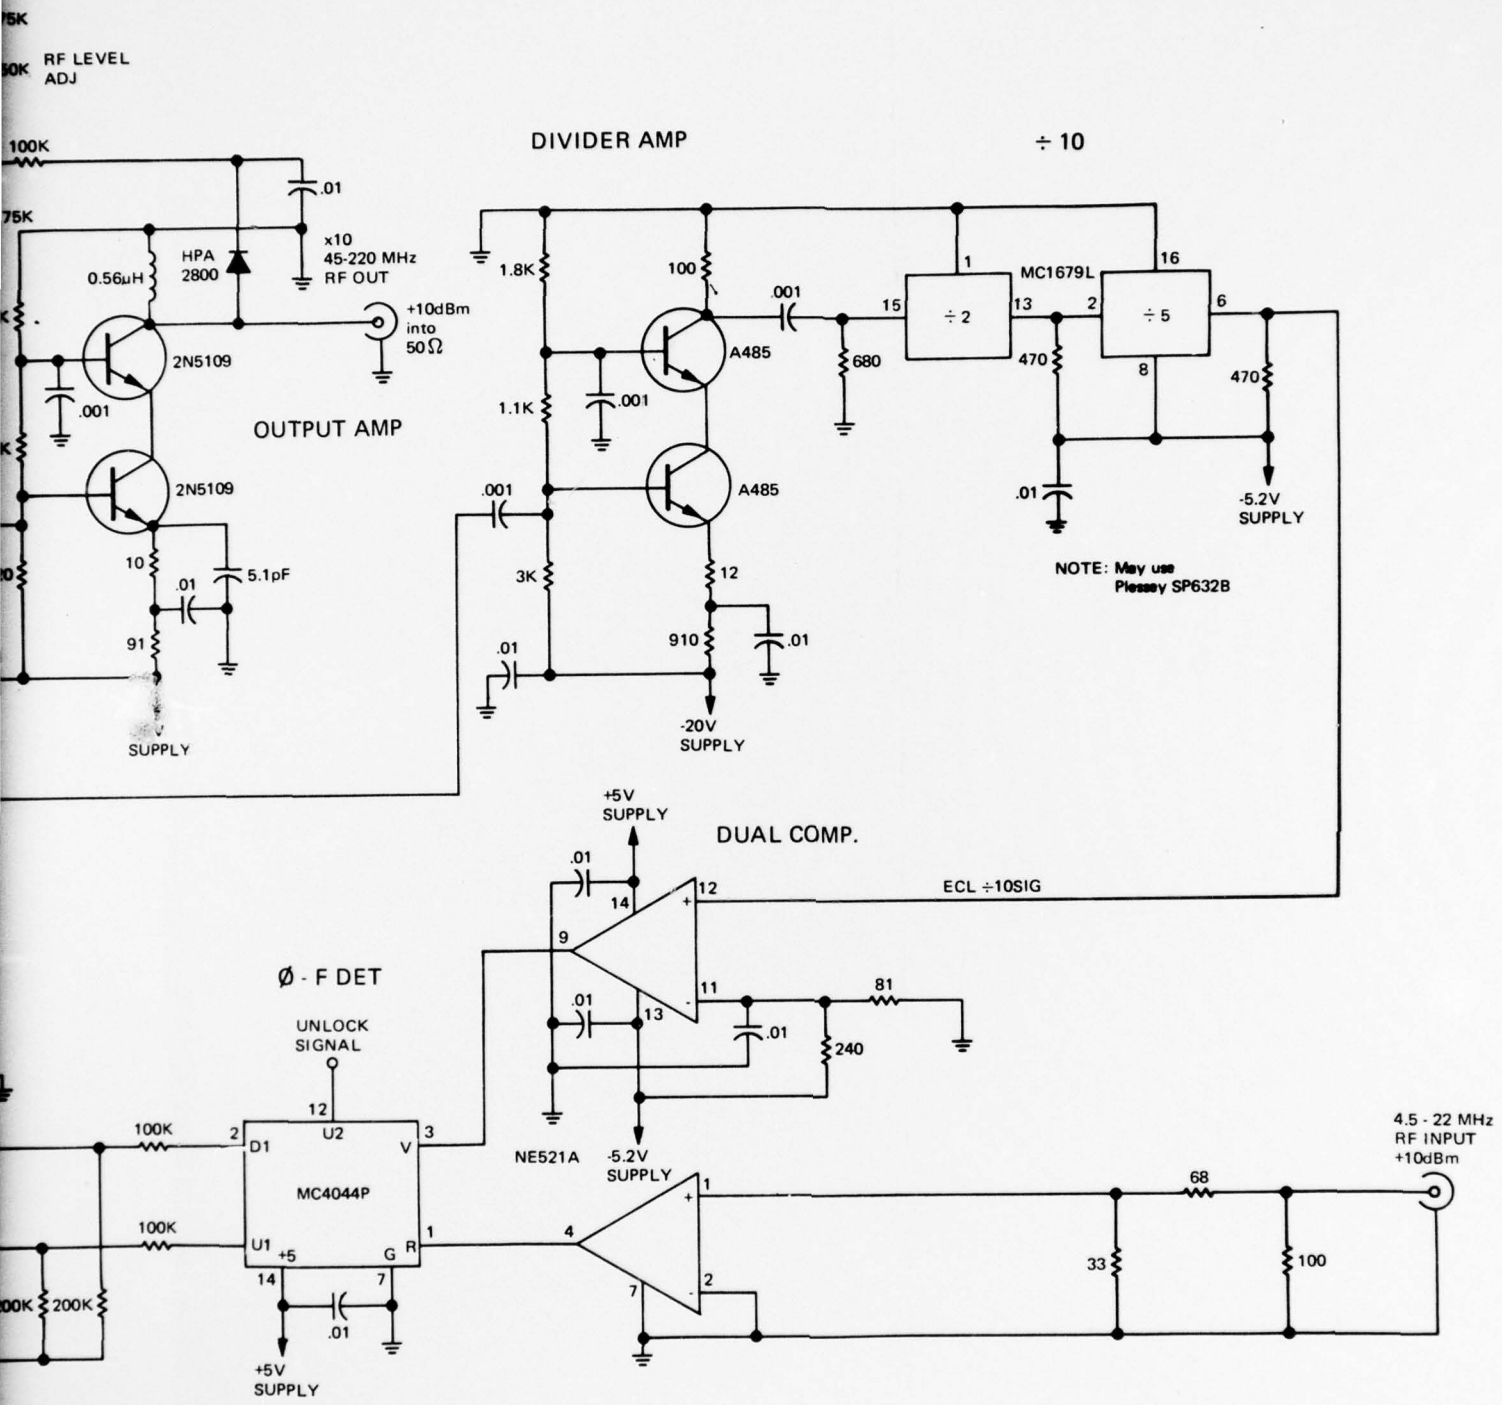 75K
50K
RF LEVEL
ADJ
100K
.01
75K
0.56µH
HPA
2800
x10
45-220 MHz
RF OUT
+10dBm
into
50Ω
K
2N5109
.001
OUTPUT AMP
K
2N5109
10
.01
5.1pF
91
SUPPLY
DIVIDER AMP
1.8K
100
.001
A485
1.1K
.001
680
A485
.001
3K
12
910
.01
.01
-20V
SUPPLY
÷ 10
1
MC1679L
16
15
÷ 2
13
2
÷ 5
6
470
8
470
.01
-5.2V
SUPPLY
NOTE: May use
Plessey SP632B
+5V
SUPPLY
DUAL COMP.
.01
14
+
12
ECL ÷10SIG
9
11
-
.01
13
.01
240
81
NE521A
-5.2V
SUPPLY
Ø - F DET
UNLOCK
SIGNAL
12
U2
100K
2
D1
V
3
MC4044P
100K
U1
+5
G
R
1
14
7
200K
.01
+5V
SUPPLY
4
+
1
7
-
2
33
68
100
4.5 - 22 MHz
RF INPUT
+10dBm